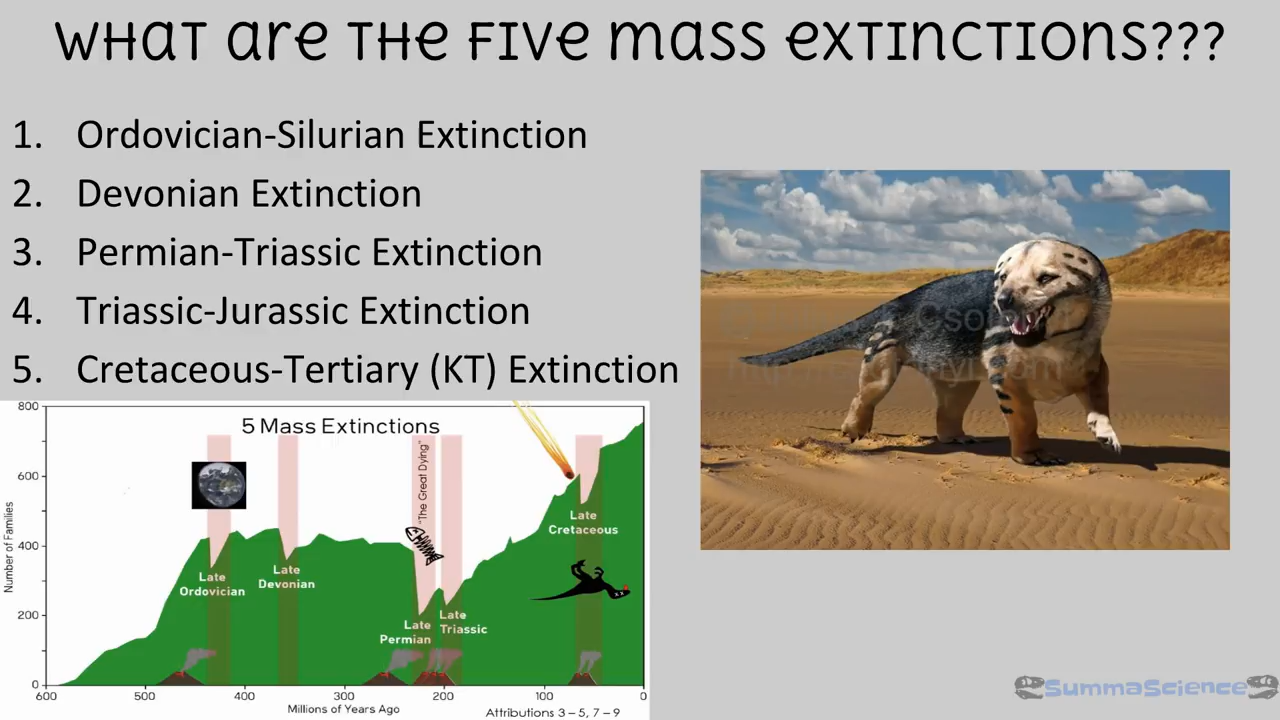 What are the Five mass extinctions???
1. Ordovician-Silurian Extinction
2. Devonian Extinction
3. Permian-Triassic Extinction
4. Triassic-Jurassic Extinction
5. Cretaceous-Tertiary (KT) Extinction
5 Mass Extinctions
800
600
400
200
0
Number of Families
"The Great Dying"
Late
Ordovician
Late
Devonian
Late
Permian
Late
Triassic
Late
Cretaceous
600 500 400 300 200 100 0
Millions of Years Ago
Attributions 3 – 5, 7 – 9
SummaScience